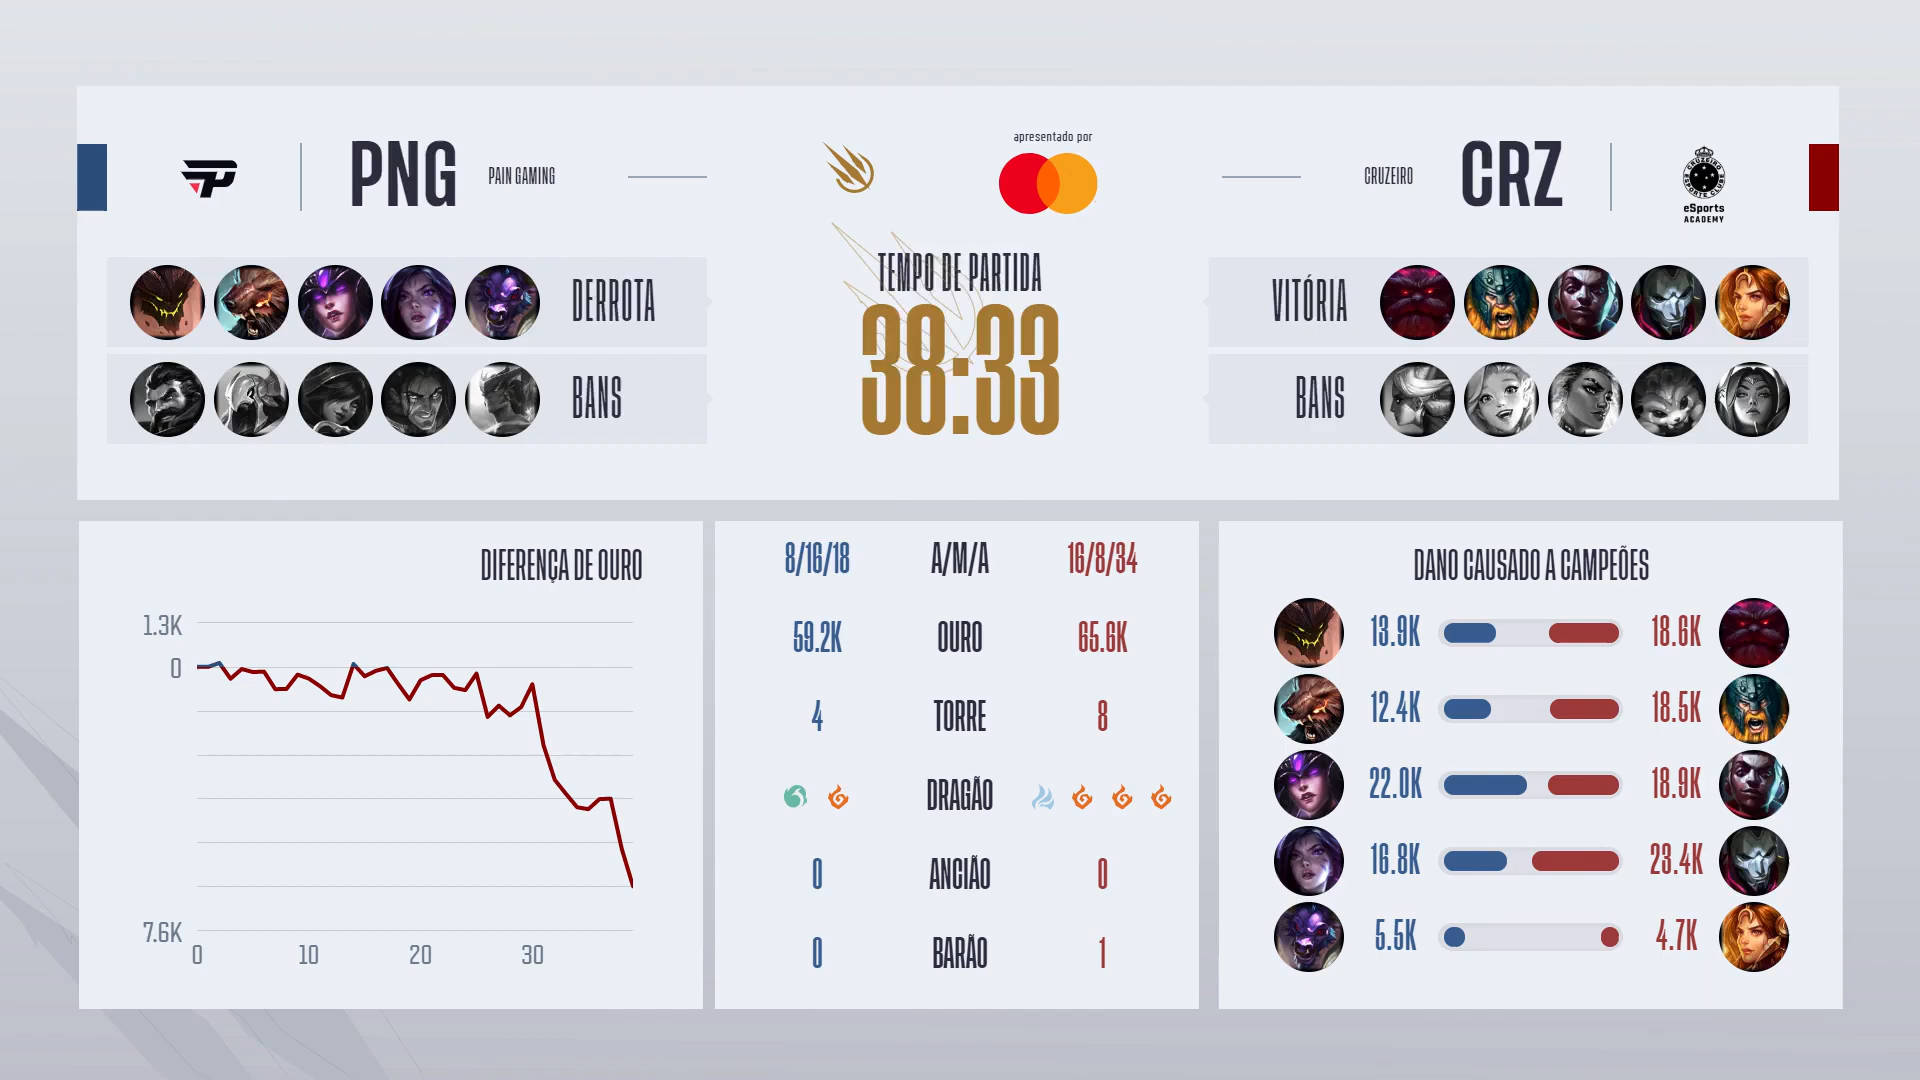 apresentado por
PNG PAIN GAMING
CRUZEIRO CRZ
CRUZEIRO
ESPORTE CLUBE
eSports
ACADEMY
DERROTA
BANS
TEMPO DE PARTIDA
38:33
VITÓRIA
BANS
DIFERENÇA DE OURO
1.3K
0
7.6K
0 10 20 30
8/16/18 A/M/A 16/8/34
59.2K OURO 65.6K
4 TORRE 8
DRAGÃO
0 ANCIÃO 0
0 BARÃO 1
DANO CAUSADO A CAMPEÕES
13.9K 18.6K
12.4K 18.5K
22.0K 18.9K
16.8K 23.4K
5.5K 4.7K